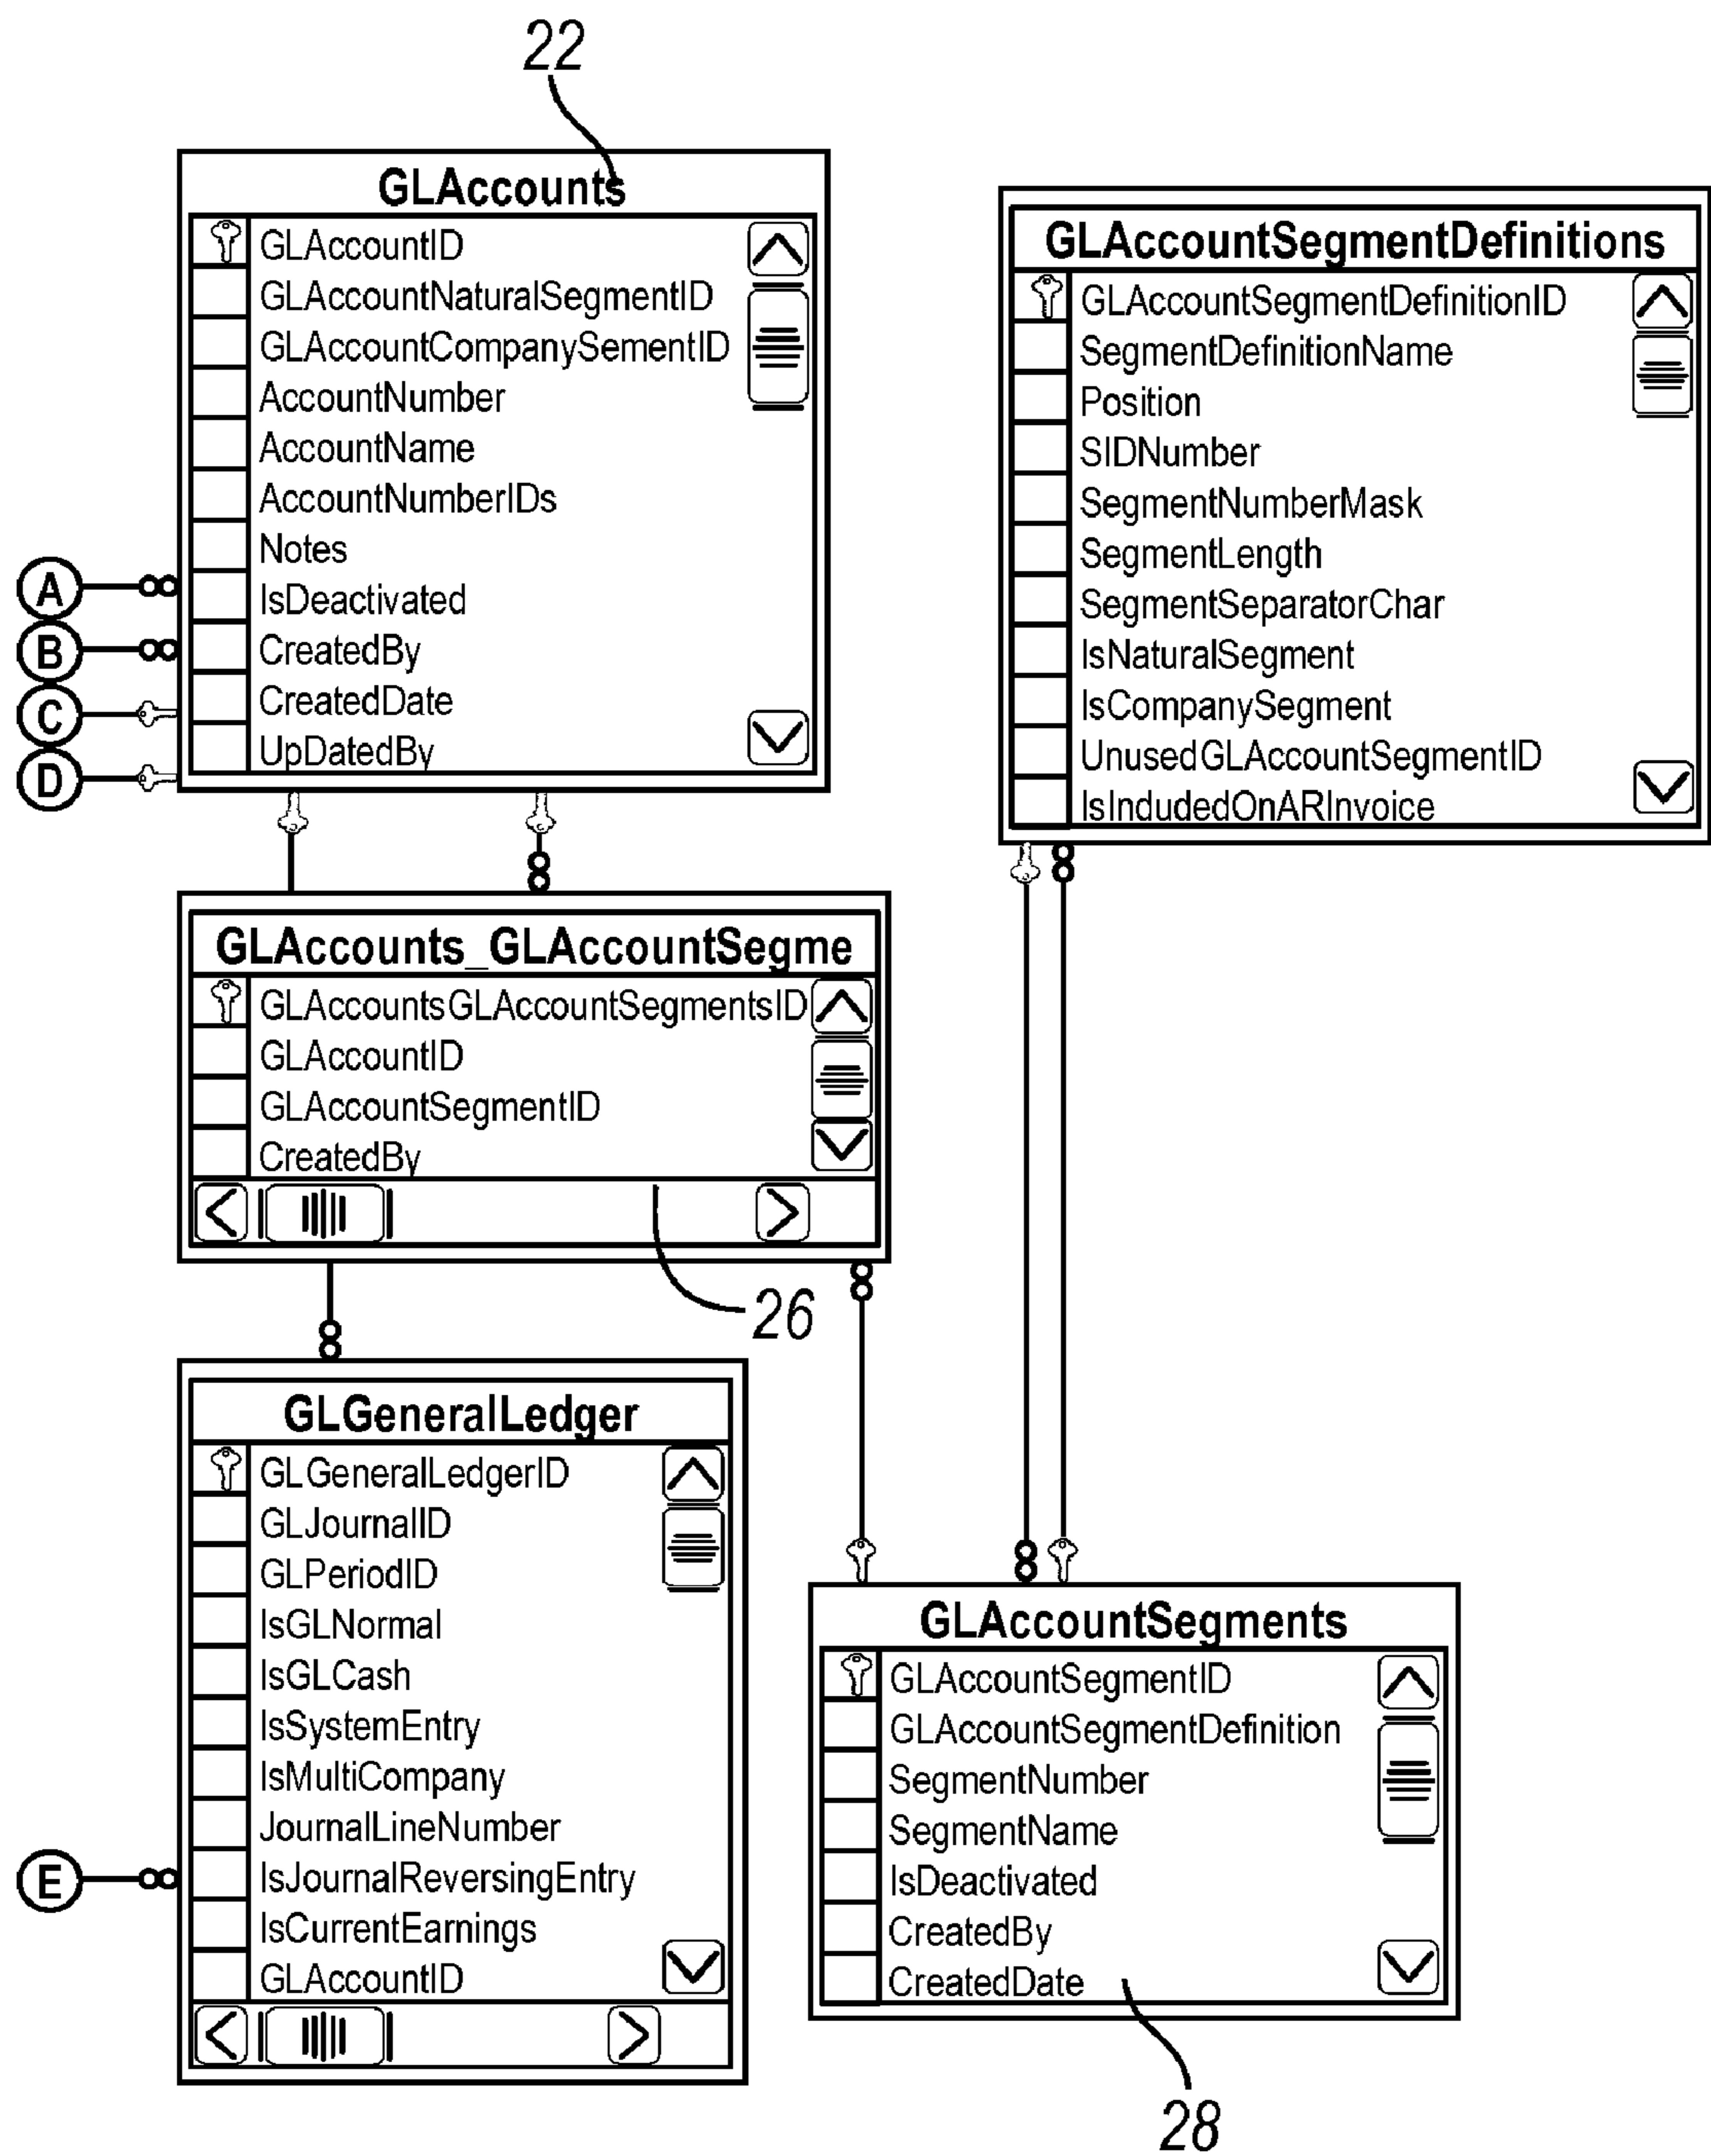 22
GLAccounts
GLAccountID
GLAccountNaturalSegmentID
GLAccountCompanySementID
AccountNumber
AccountName
AccountNumberIDs
Notes
IsDeactivated
CreatedBy
CreatedDate
UpDatedBy
A
B
C
D
GLAccountSegmentDefinitions
GLAccountSegmentDefinitionID
SegmentDefinitionName
Position
SIDNumber
SegmentNumberMask
SegmentLength
SegmentSeparatorChar
IsNaturalSegment
IsCompanySegment
UnusedGLAccountSegmentID
IsIndudedOnARInvoice
GLAccounts_GLAccountSegme
GLAccountsGLAccountSegmentsID
GLAccountID
GLAccountSegmentID
CreatedBy
26
GLGeneralLedger
GLGeneralLedgerID
GLJournalID
GLPeriodID
IsGLNormal
IsGLCash
IsSystemEntry
IsMultiCompany
JournalLineNumber
IsJournalReversingEntry
IsCurrentEarnings
GLAccountID
E
GLAccountSegments
GLAccountSegmentID
GLAccountSegmentDefinition
SegmentNumber
SegmentName
IsDeactivated
CreatedBy
CreatedDate
28